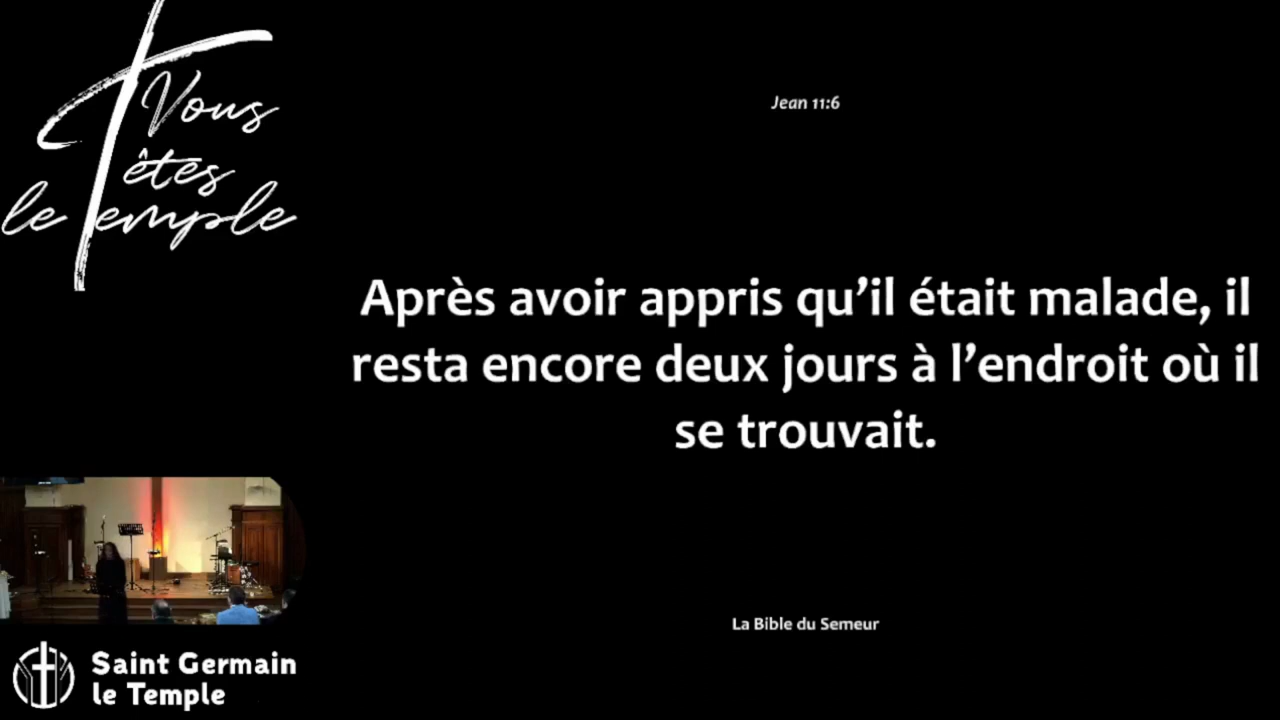 Vous
êtes
le Temple
Jean 11:6
Après avoir appris qu’il était malade, il
resta encore deux jours à l’endroit où il
se trouvait.
La Bible du Semeur
Saint Germain
le Temple